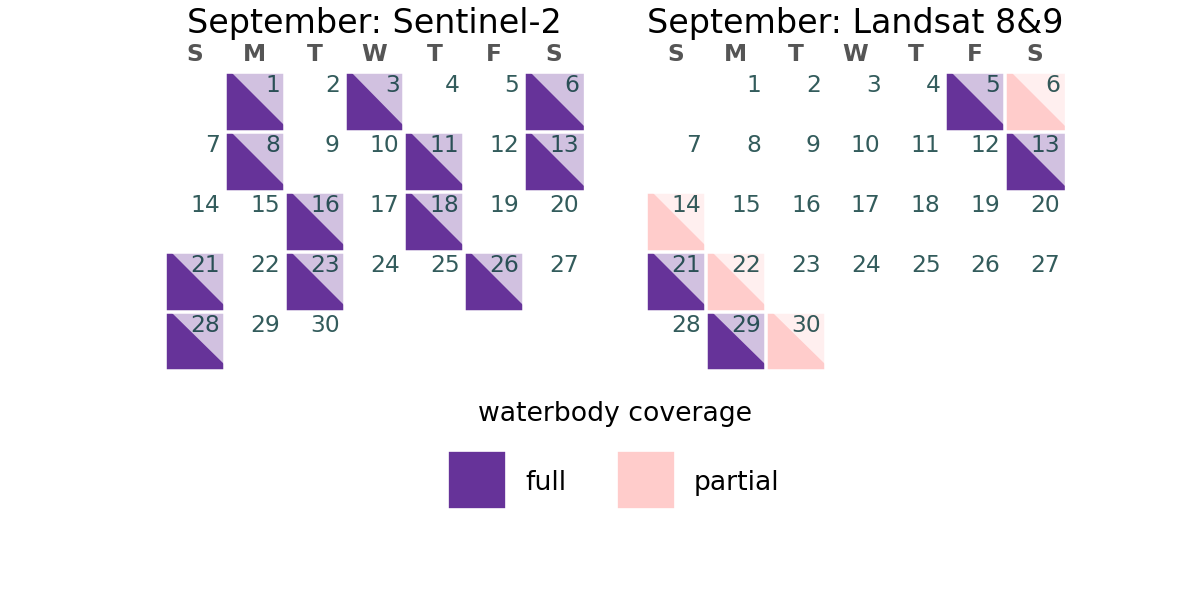 September: Sentinel-2
S M T W T F S
1 2 3 4 5 6
7 8 9 10 11 12 13
14 15 16 17 18 19 20
21 22 23 24 25 26 27
28 29 30
September: Landsat 8&9
S M T W T F S
1 2 3 4 5 6
7 8 9 10 11 12 13
14 15 16 17 18 19 20
21 22 23 24 25 26 27
28 29 30
waterbody coverage
full partial